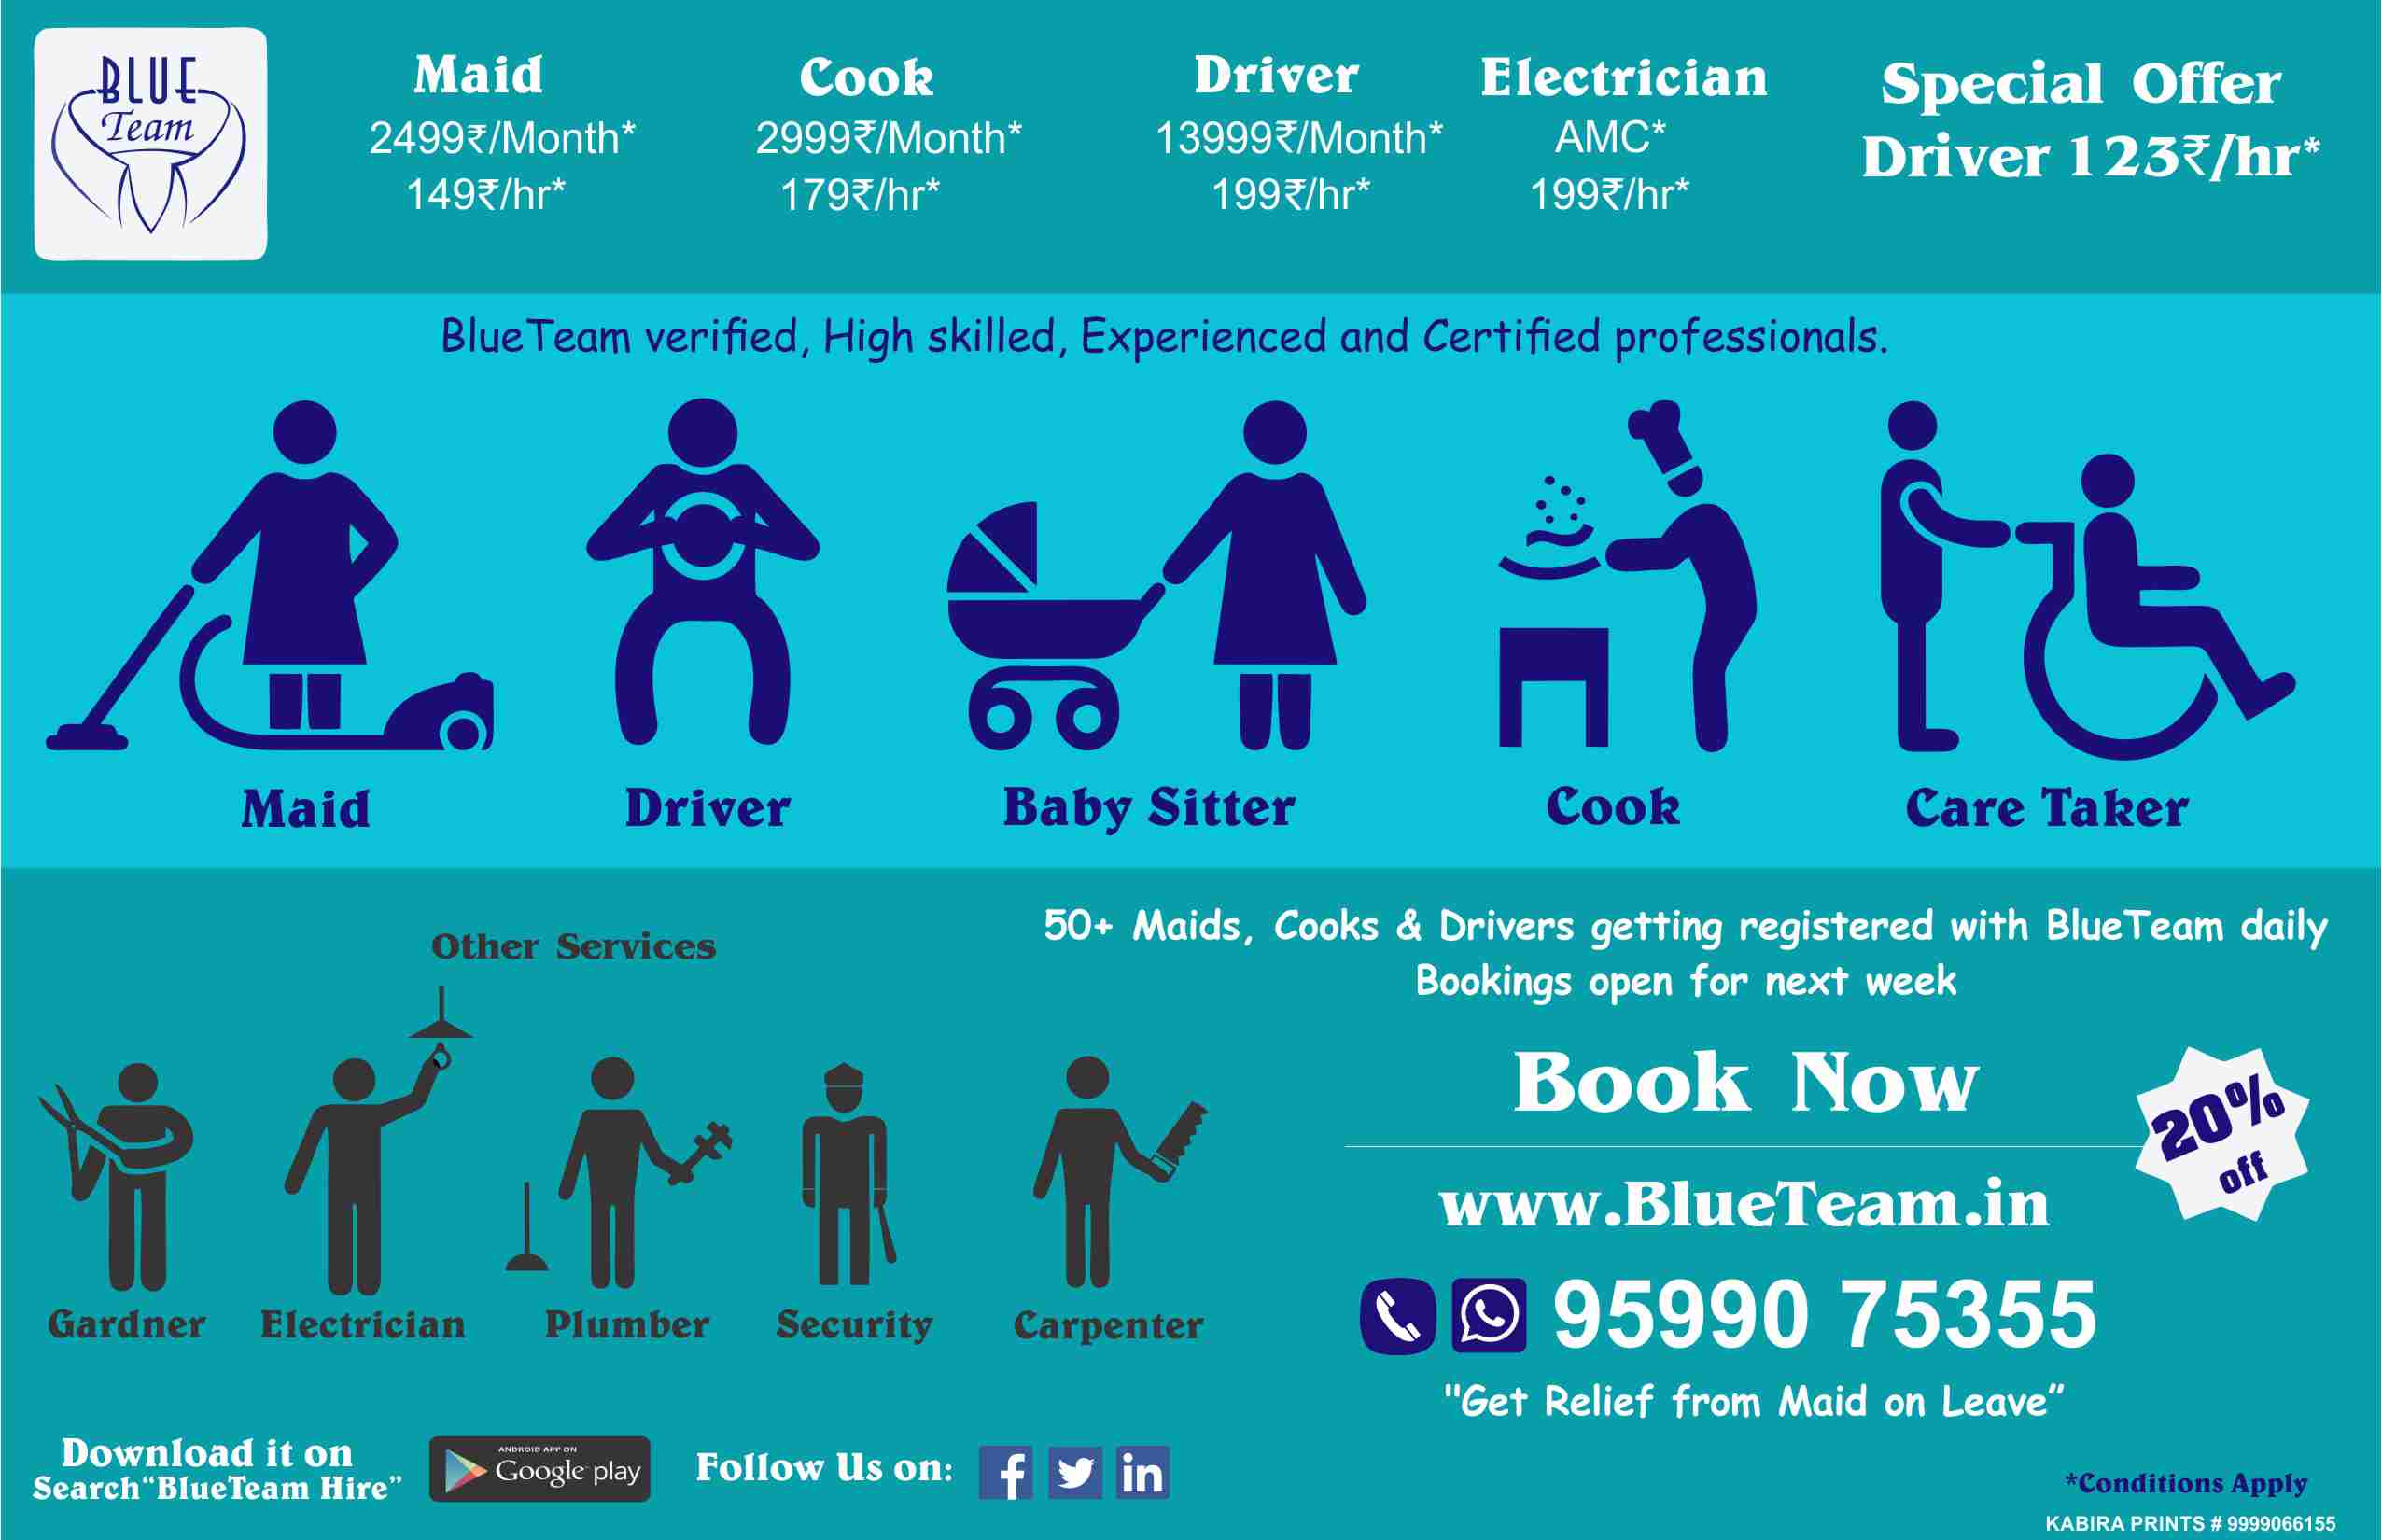 BLUE
Team
Maid
2499₹/Month*
149₹/hr*
Cook
2999₹/Month*
179₹/hr*
Driver
13999₹/Month*
199₹/hr*
Electrician
AMC*
199₹/hr*
Special Offer
Driver 123₹/hr*
BlueTeam verified, High skilled, Experienced and Certified professionals.
Maid
Driver
Baby Sitter
Cook
Care Taker
Other Services
Gardner
Electrician
Plumber
Security
Carpenter
50+ Maids, Cooks & Drivers getting registered with BlueTeam daily
Bookings open for next week
Book Now
20%
off
www.BlueTeam.in
95990 75355
"Get Relief from Maid on Leave”
Download it on
Search“BlueTeam Hire”
ANDROID APP ON
Google play
Follow Us on:
f
in
*Conditions Apply
KABIRA PRINTS # 9999066155